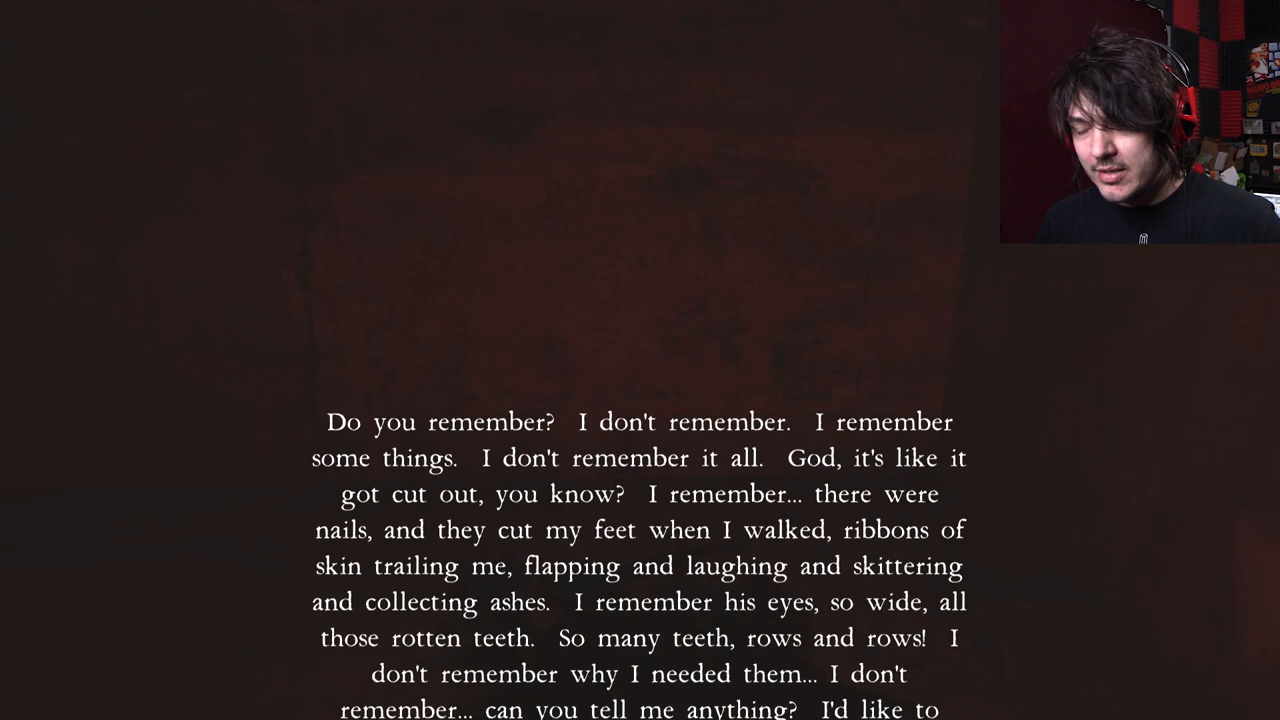 Do you remember? I don't remember. I remember
some things. I don't remember it all. God, it's like it
got cut out, you know? I remember... there were
nails, and they cut my feet when I walked, ribbons of
skin trailing me, flapping and laughing and skittering
and collecting ashes. I remember his eyes, so wide, all
those rotten teeth. So many teeth, rows and rows! I
don't remember why I needed them... I don't
remember... can you tell me anything? I'd like to